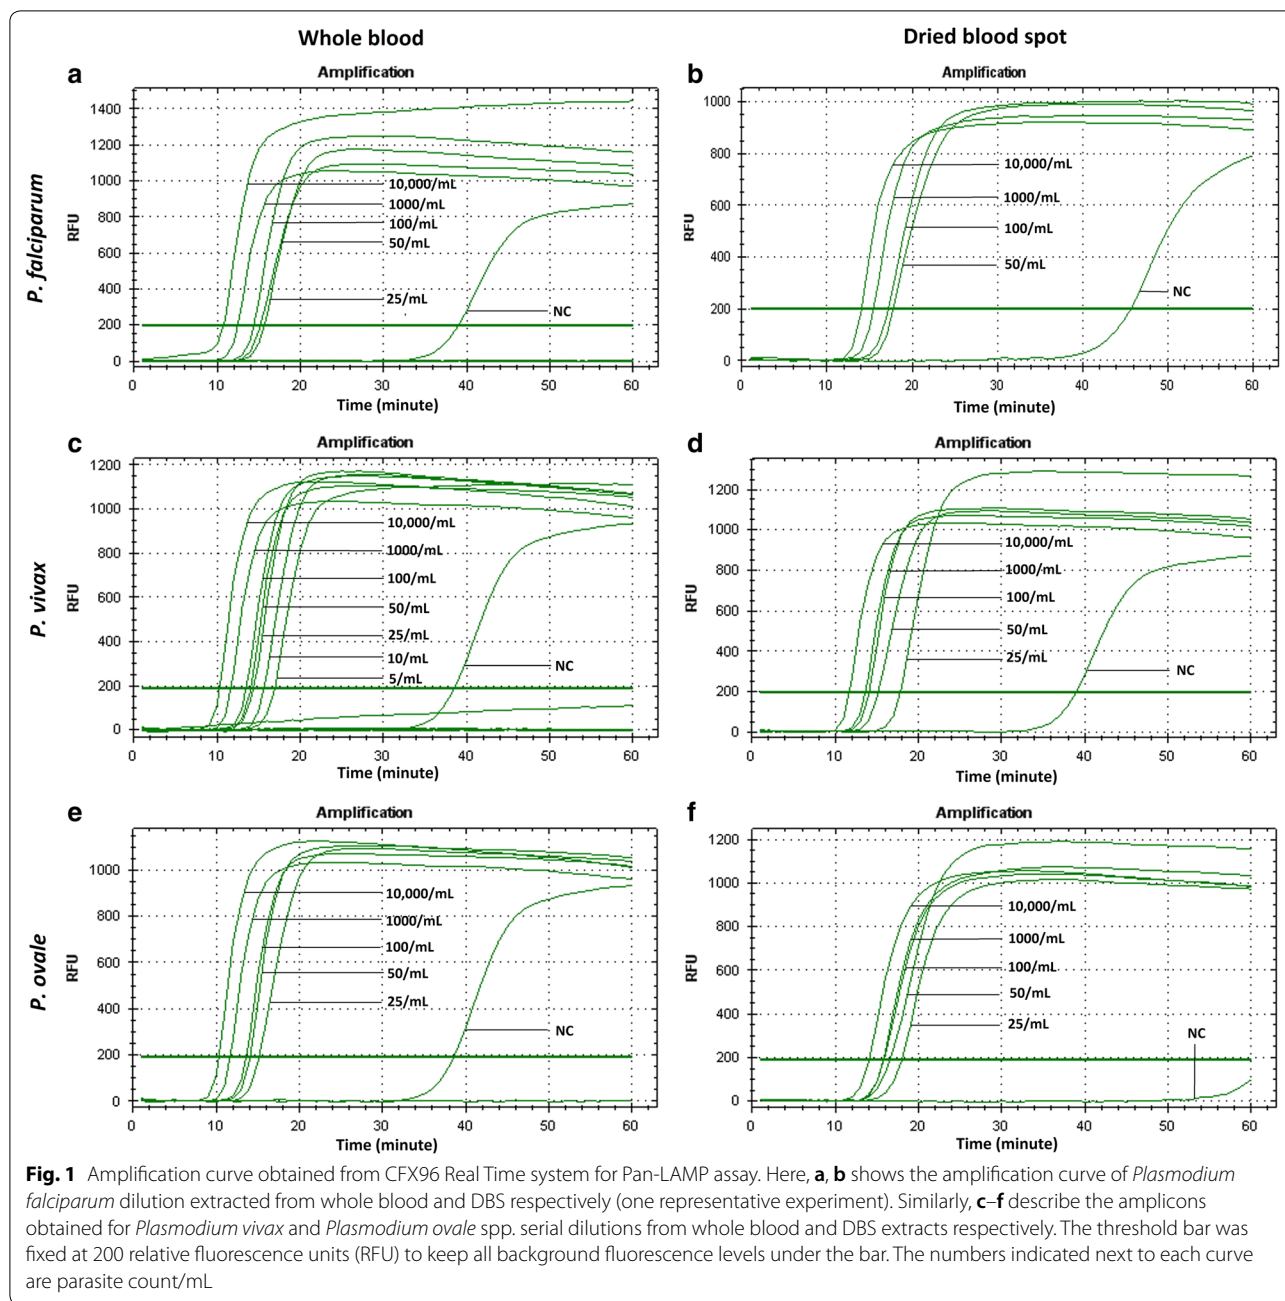 Whole blood
Dried blood spot
P. falciparum
a
Amplification
1400
1200
1000
800
600
400
200
0
RFU
10,000/mL
1000/mL
100/mL
50/mL
25/mL
NC
0 10 20 30 40 50 60
Time (minute)
b
Amplification
1000
800
600
400
200
0
RFU
10,000/mL
1000/mL
100/mL
50/mL
NC
0 10 20 30 40 50 60
Time (minute)
P. vivax
c
Amplification
1200
1000
800
600
400
200
0
RFU
10,000/mL
1000/mL
100/mL
50/mL
25/mL
10/mL
5/mL
NC
0 10 20 30 40 50 60
Time (minute)
d
Amplification
1200
1000
800
600
400
200
0
RFU
10,000/mL
1000/mL
100/mL
50/mL
25/mL
NC
0 10 20 30 40 50 60
Time (minute)
P. ovale
e
Amplification
1000
800
600
400
200
0
RFU
10,000/mL
1000/mL
100/mL
50/mL
25/mL
NC
0 10 20 30 40 50 60
Time (minute)
f
Amplification
1200
1000
800
600
400
200
0
RFU
10,000/mL
1000/mL
100/mL
50/mL
25/mL
NC
0 10 20 30 40 50 60
Time (minute)
Fig. 1 Amplification curve obtained from CFX96 Real Time system for Pan-LAMP assay. Here, a, b shows the amplification curve of Plasmodium
falciparum dilution extracted from whole blood and DBS respectively (one representative experiment). Similarly, c–f describe the amplicons
obtained for Plasmodium vivax and Plasmodium ovale spp. serial dilutions from whole blood and DBS extracts respectively. The threshold bar was
fixed at 200 relative fluorescence units (RFU) to keep all background fluorescence levels under the bar. The numbers indicated next to each curve
are parasite count/mL